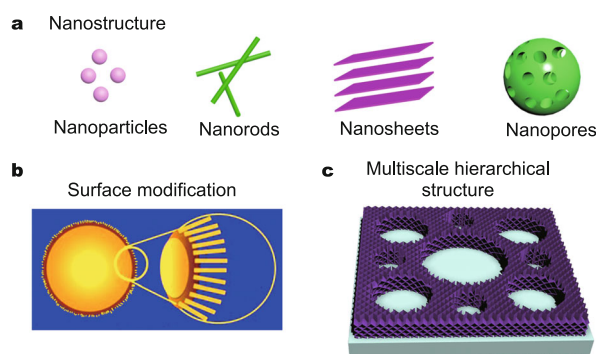 a Nanostructure
Nanoparticles Nanorods Nanosheets Nanopores
b Surface modification
c Multiscale hierarchical
structure